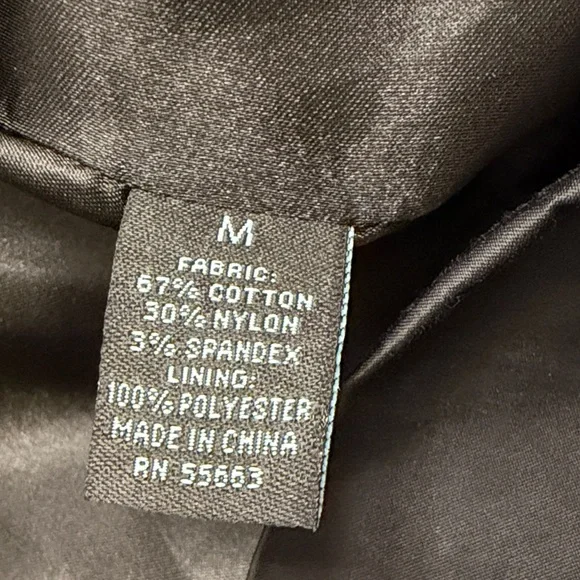 M
FABRIC:
67% COTTON
30% NYLON
3% SPANDEX
LINING:
100% POLYESTER
MADE IN CHINA
RN 55663